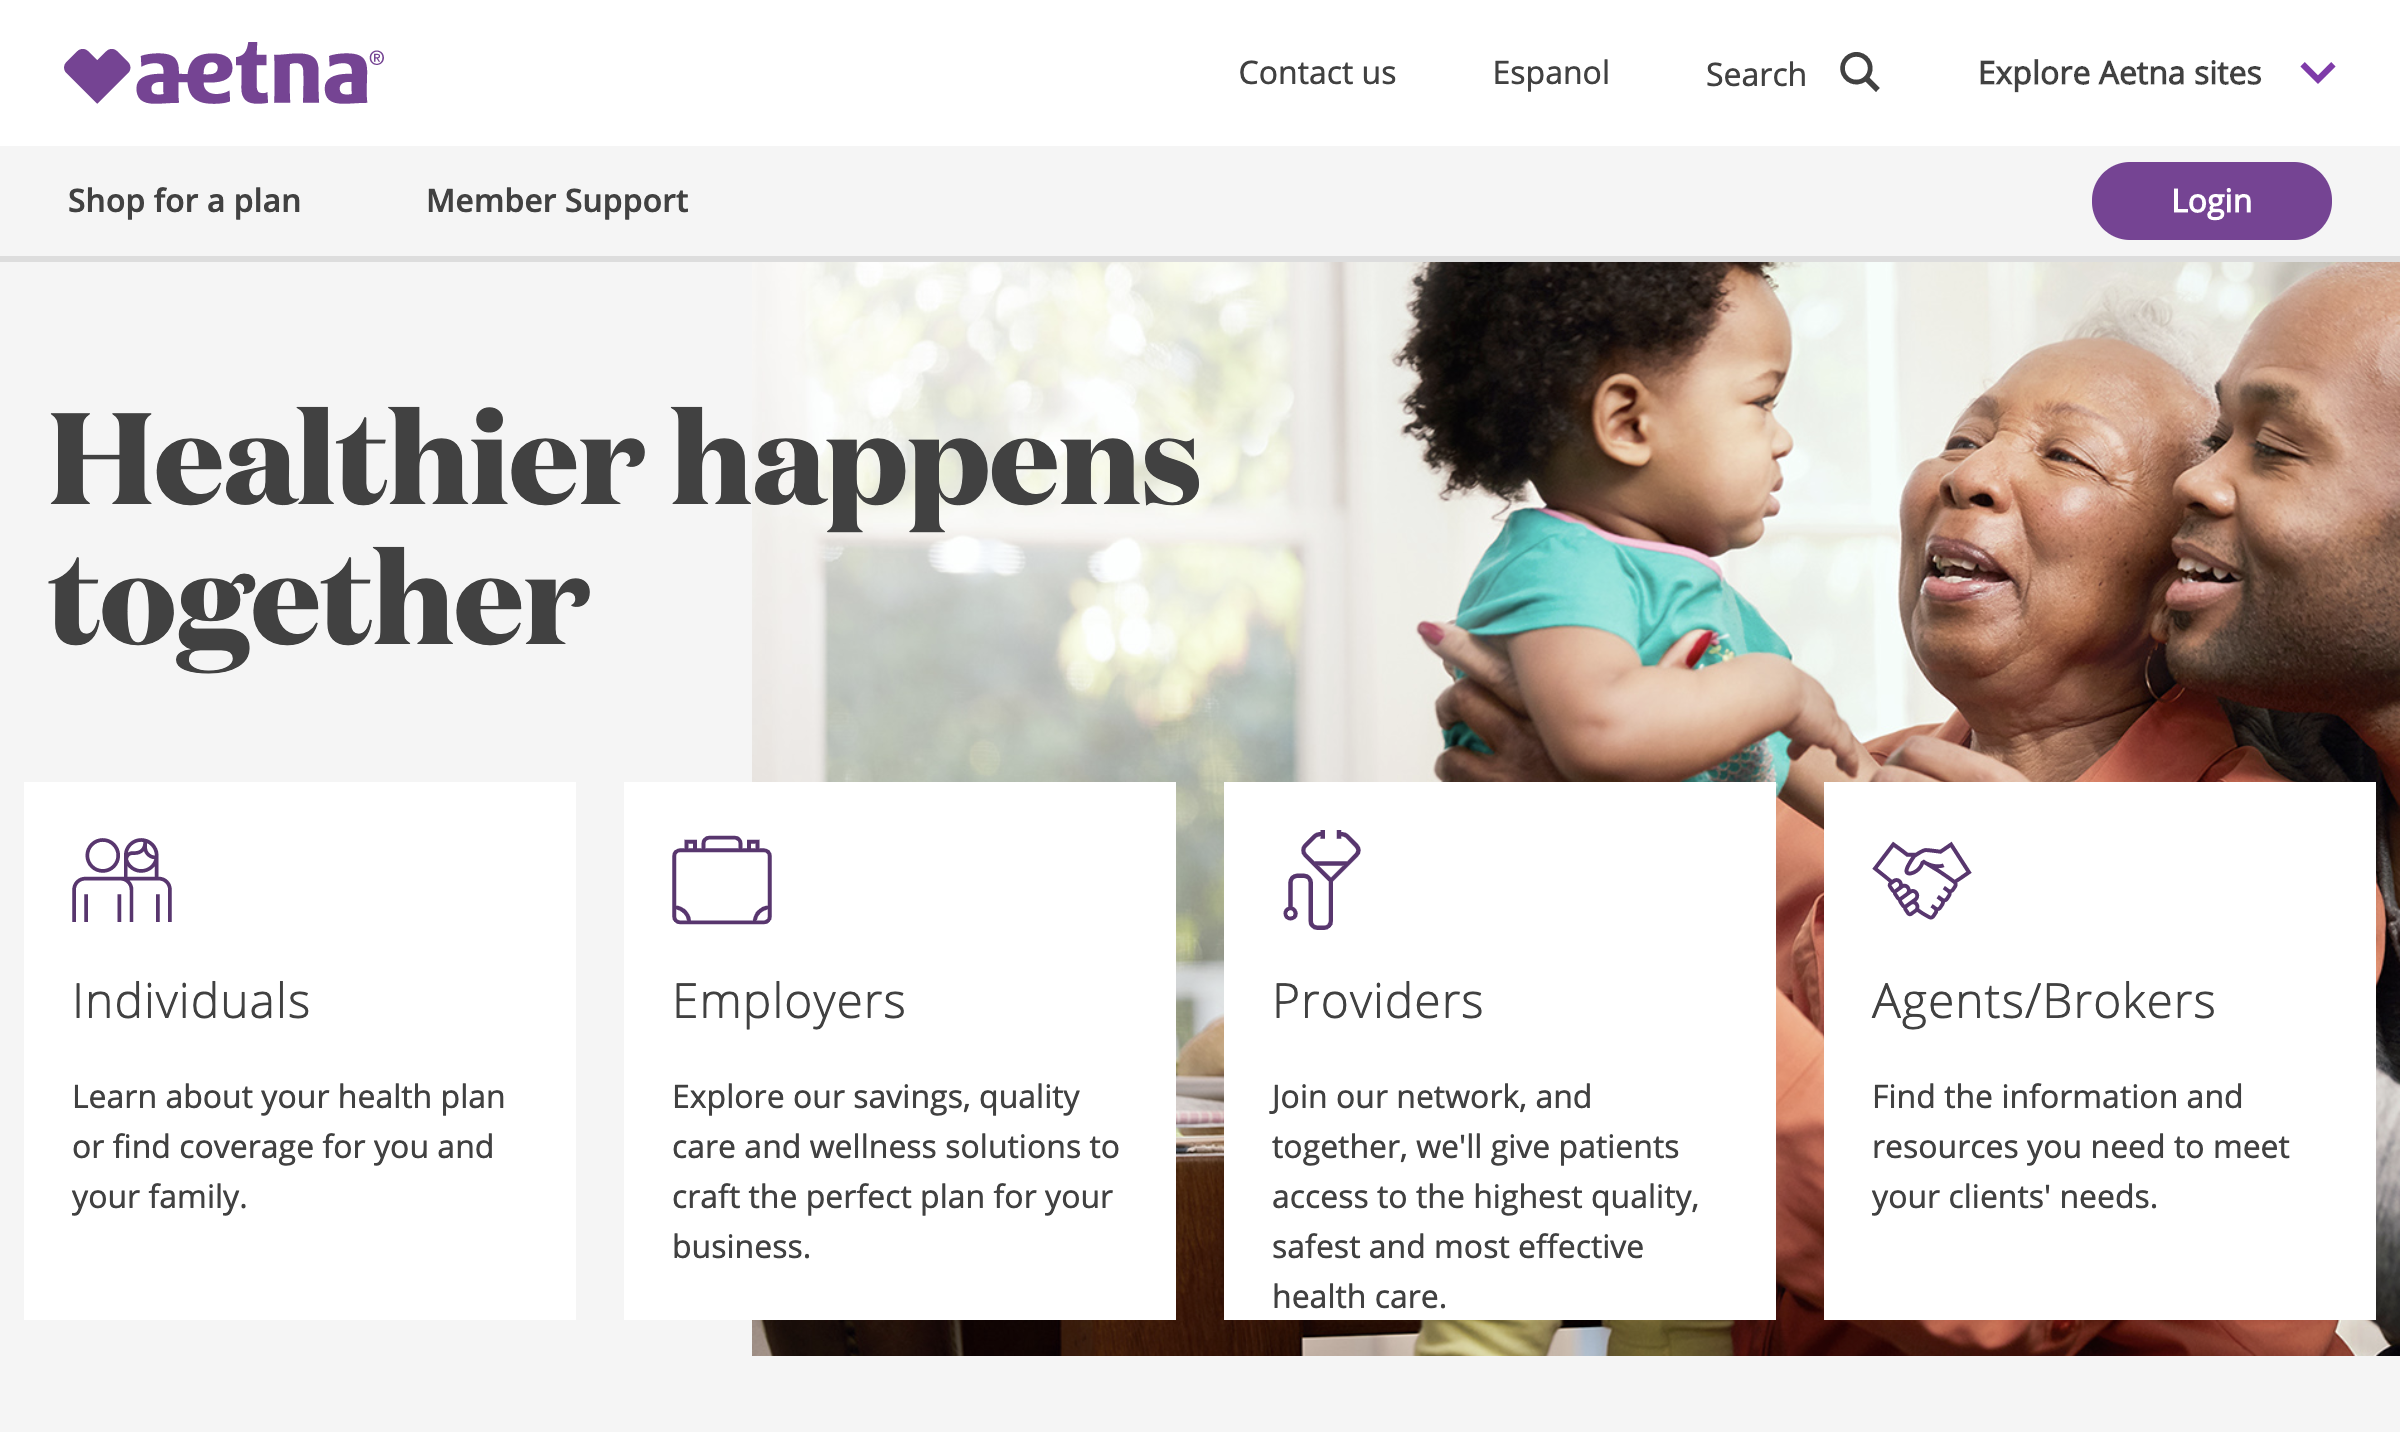 aetna®
Contact us
Espanol
Search
Explore Aetna sites
Shop for a plan
Member Support
Login
Healthier happens
together
Individuals
Learn about your health plan
or find coverage for you and
your family.
Employers
Explore our savings, quality
care and wellness solutions to
craft the perfect plan for your
business.
Providers
Join our network, and
together, we'll give patients
access to the highest quality,
safest and most effective
health care.
Agents/Brokers
Find the information and
resources you need to meet
your clients' needs.